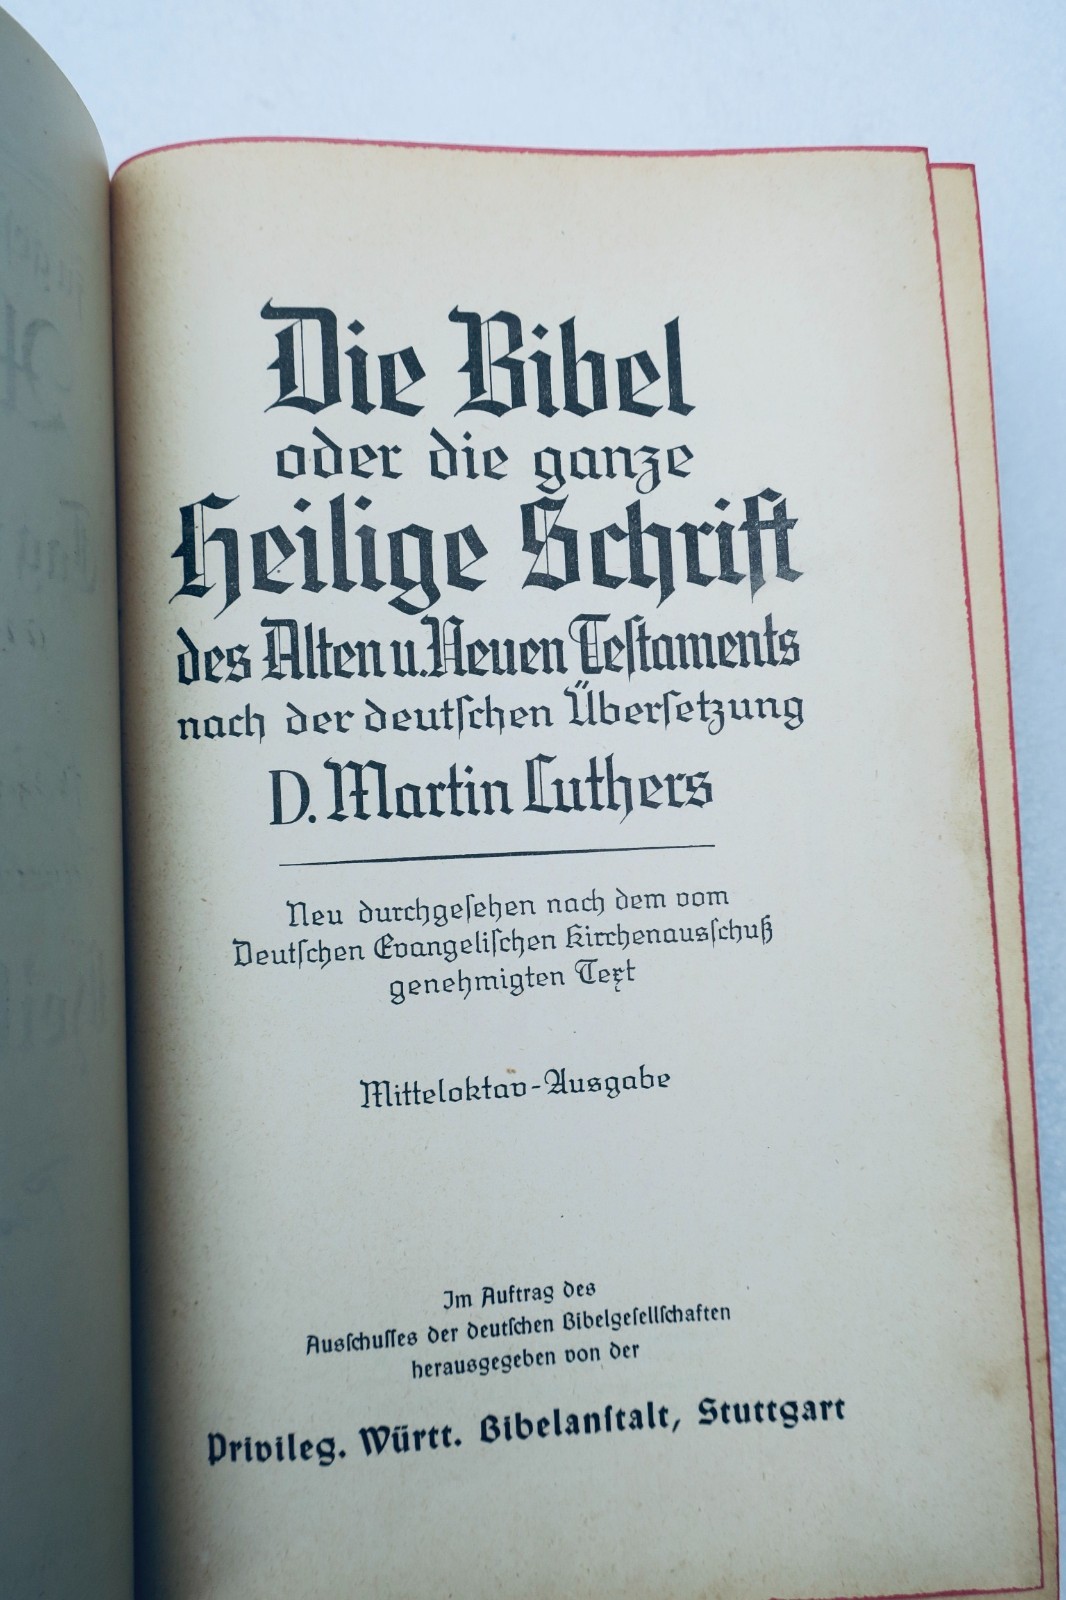 Die Bibel
oder die ganze
Heilige Schrift
des Alten u. Neuen Teſtaments
nach der deutſchen Überſetzung
D. Martin Luthers
Neu durchgeſehen nach dem vom
Deutſchen Evangeliſchen Kirchenausſchuß
genehmigten Text
Mitteloktav-Ausgabe
Im Auftrag des
Ausſchuſſes der deutſchen Bibelgeſellſchaften
herausgegeben von der
Privileg. Württ. Bibelanſtalt, Stuttgart